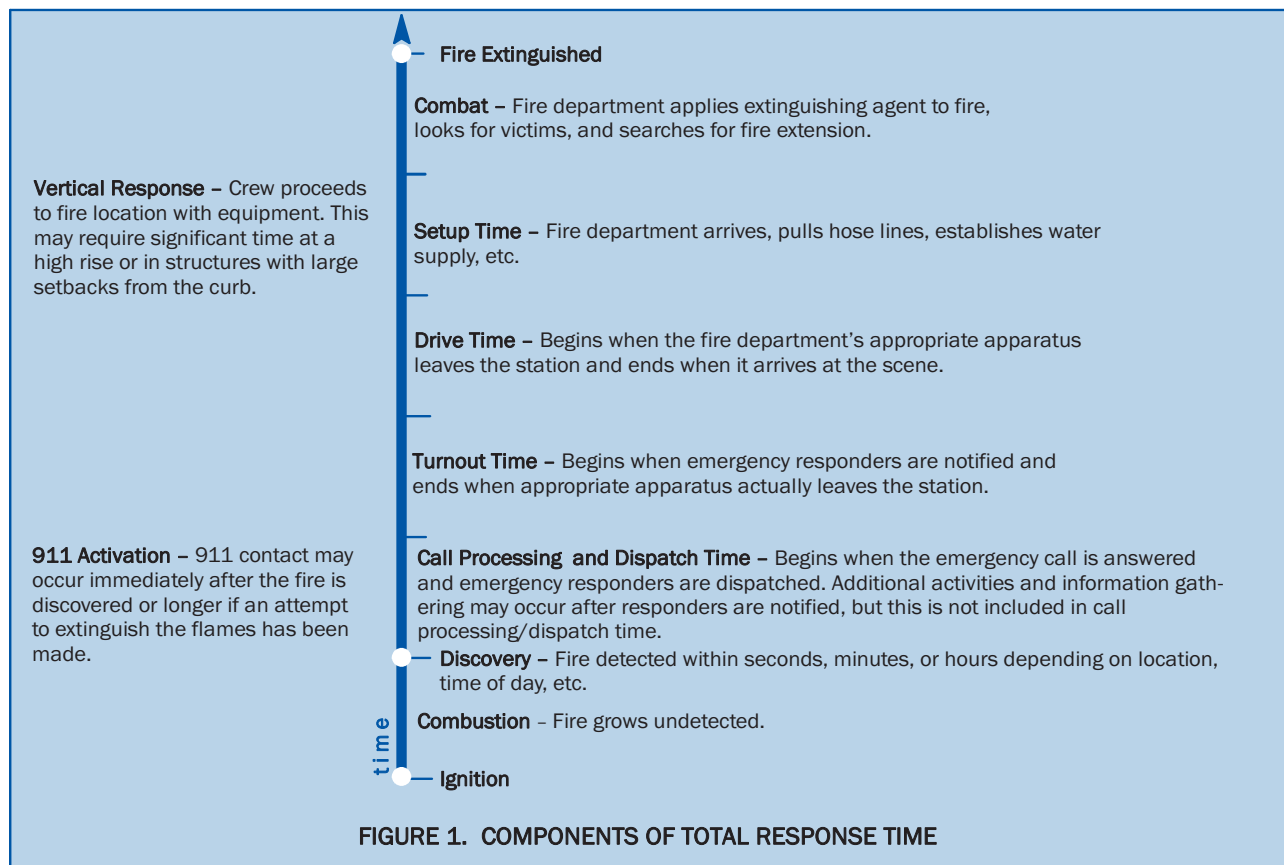 Fire Extinguished
Combat – Fire department applies extinguishing agent to fire,
looks for victims, and searches for fire extension.
Vertical Response – Crew proceeds
to fire location with equipment. This
may require significant time at a
high rise or in structures with large
setbacks from the curb.
Setup Time – Fire department arrives, pulls hose lines, establishes water
supply, etc.
Drive Time – Begins when the fire department's appropriate apparatus
leaves the station and ends when it arrives at the scene.
Turnout Time – Begins when emergency responders are notified and
ends when appropriate apparatus actually leaves the station.
911 Activation – 911 contact may
occur immediately after the fire is
discovered or longer if an attempt
to extinguish the flames has been
made.
Call Processing and Dispatch Time – Begins when the emergency call is answered
and emergency responders are dispatched. Additional activities and information gath-
ering may occur after responders are notified, but this is not included in call
processing/dispatch time.
Discovery – Fire detected within seconds, minutes, or hours depending on location,
time of day, etc.
Combustion – Fire grows undetected.
time
Ignition
FIGURE 1. COMPONENTS OF TOTAL RESPONSE TIME